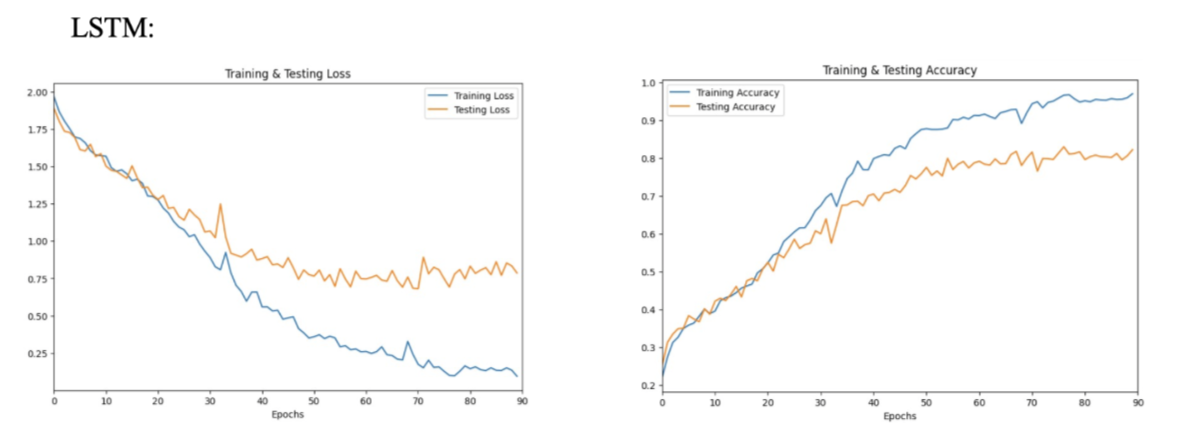 LSTM:
Training & Testing Loss
2.00
1.75
1.50
1.25
1.00
0.75
0.50
0.25
Training Loss
Testing Loss
0 10 20 30 40 50 60 70 80 90
Epochs
Training & Testing Accuracy
1.0
0.9
0.8
0.7
0.6
0.5
0.4
0.3
0.2
Training Accuracy
Testing Accuracy
0 10 20 30 40 50 60 70 80 90
Epochs